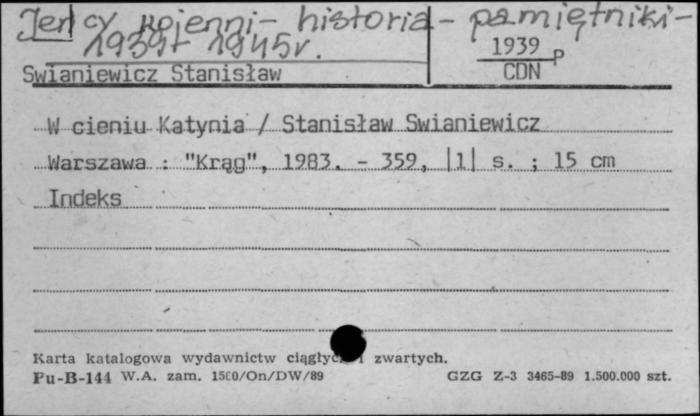 Jeńcy wojenni - historia - pamiętniki -
1939 - 1945r.
1939 P
CDN
Swianiewicz Stanisław
W cieniu Katynia / Stanisław Swianiewicz
Warszawa : "Krąg", 1983. - 359, |1| s. ; 15 cm
Indeks
Karta katalogowa wydawnictw ciągłych i zwartych.
Pu-B-144 W.A. zam. 1500/On/DW/89 GZG Z-3 3465-89 1.500.000 szt.